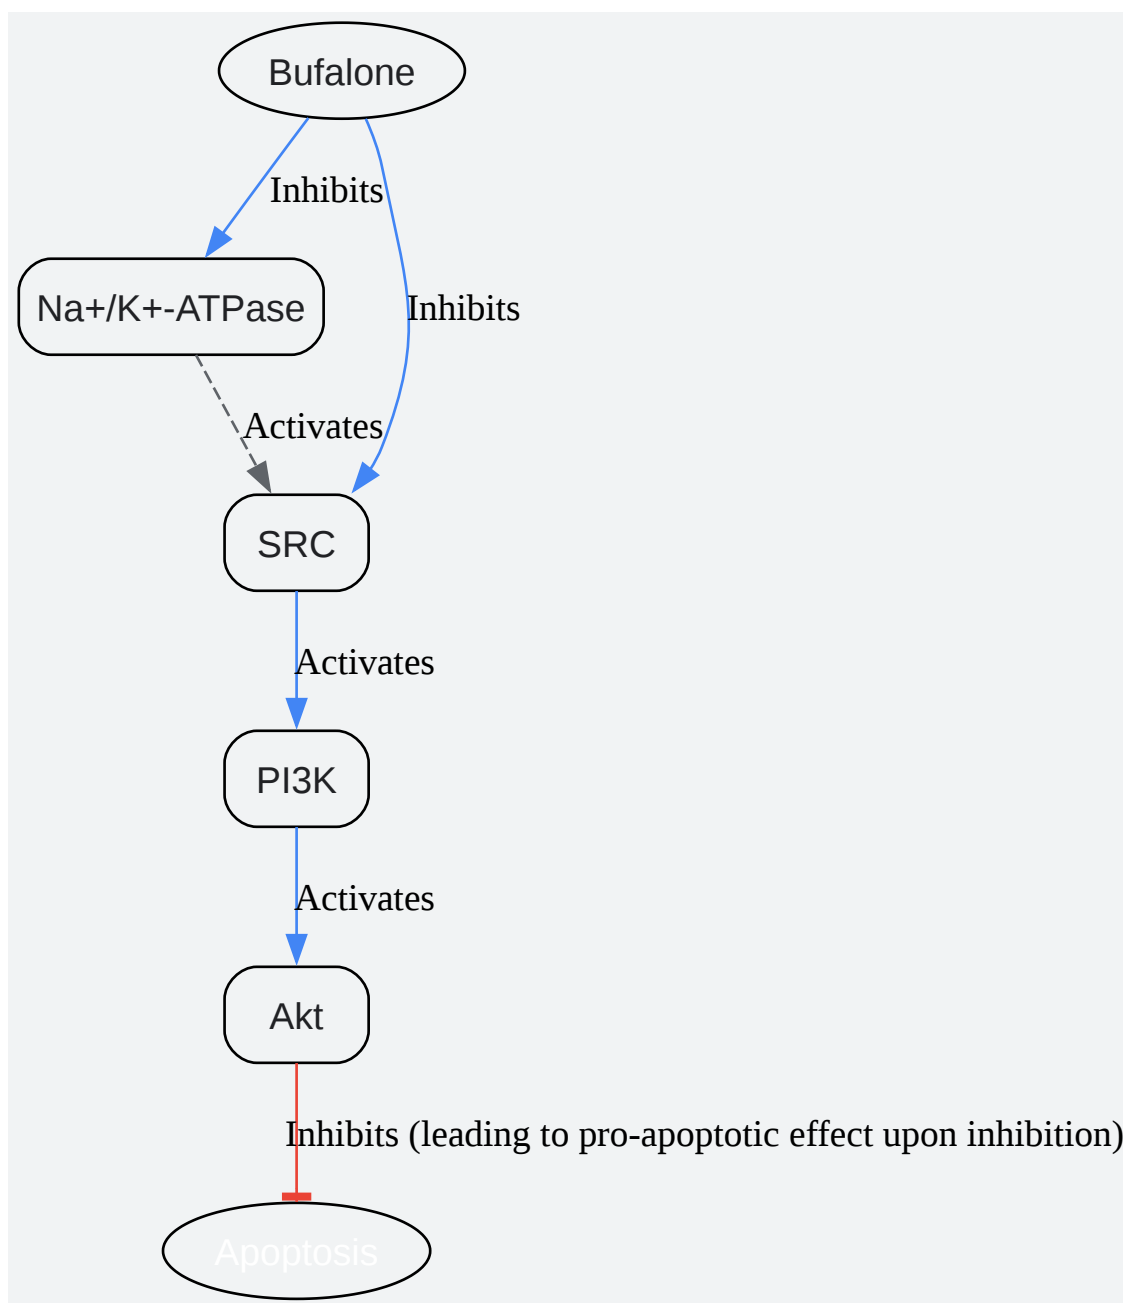 Bufalone
Inhibits
Na+/K+-ATPase
Inhibits
Activates
SRC
Activates
PI3K
Activates
Akt
Inhibits (leading to pro-apoptotic effect upon inhibition)
Apoptosis